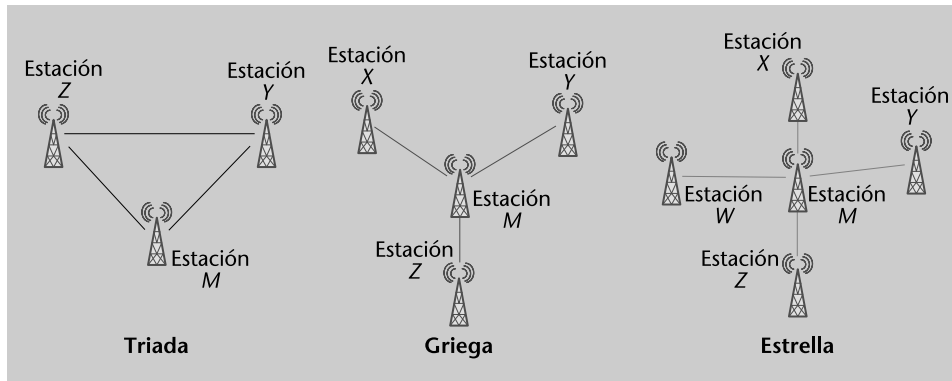 Estación
Z
Estación
Y
Estación
M
Triada
Estación
X
Estación
Y
Estación
M
Estación
Z
Griega
Estación
X
Estación
Y
Estación
W
Estación
M
Estación
Z
Estrella